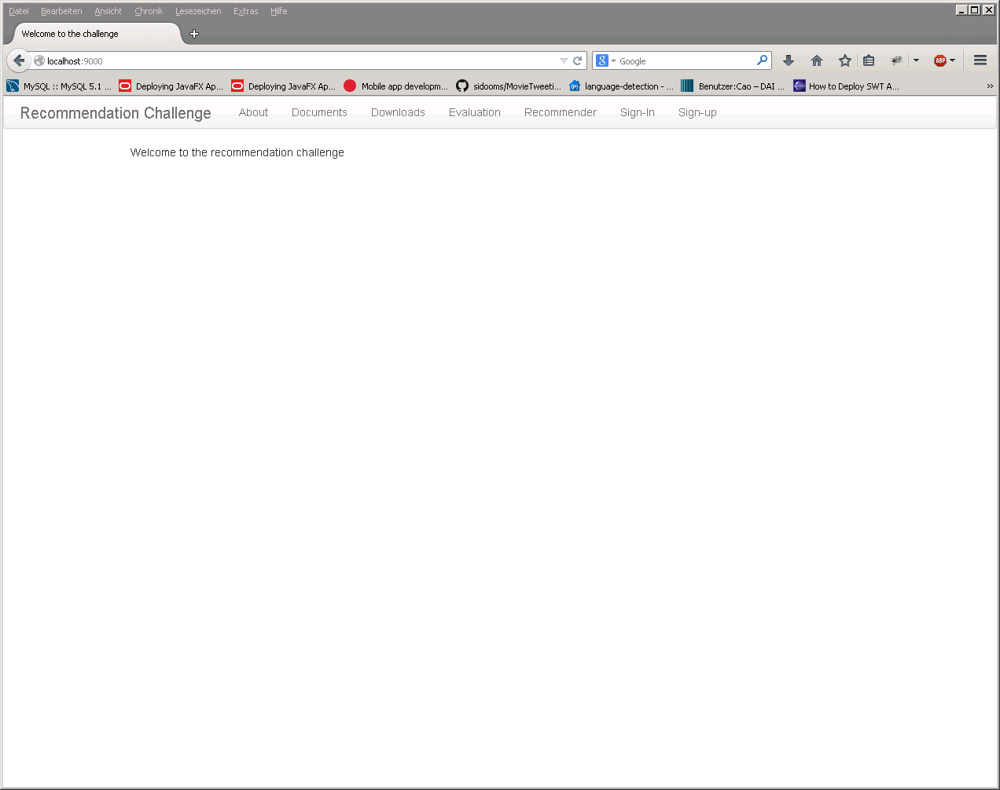 Datei Bearbeiten Ansicht Chronik Lesezeichen Extras Hilfe
Welcome to the challenge
localhost:9000 Google ABP
MySQL :: MySQL 5.1 ... Deploying JavaFX Ap... Deploying JavaFX Ap... Mobile app developm... sidooms/MovieTweeti... language-detection - ... Benutzer:Cao – DAI ... How to Deploy SWT A...
Recommendation Challenge About Documents Downloads Evaluation Recommender Sign-In Sign-up
Welcome to the recommendation challenge